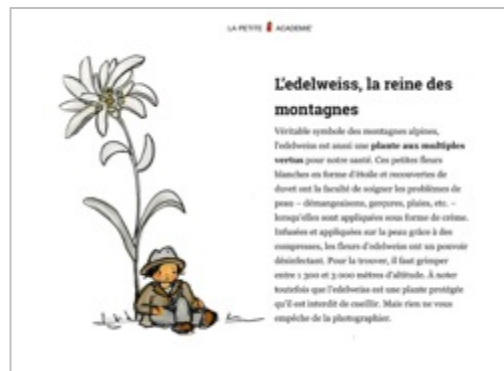 LA PETITE ACADEMIE
L'edelweiss, la reine des
montagnes
Véritable symbole des montagnes alpines,
l'edelweiss est aussi une plante aux multiples
vertus pour notre santé. Ces petites fleurs
blanches en forme d'étoile et recouvertes de
duvet ont la faculté de soigner les problèmes de
peau – démangeaisons, gerçures, plaies, etc. –
lorsqu'elles sont appliquées sous forme de crème.
Infusées et appliquées sur la peau grâce à des
compresses, les fleurs d'edelweiss ont un pouvoir
désinfectant. Pour la trouver, il faut grimper
entre 1 300 et 3 000 mètres d'altitude. À noter
toutefois que l'edelweiss est une plante protégée
qu'il est interdit de cueillir. Mais rien ne vous
empêche de la photographier.